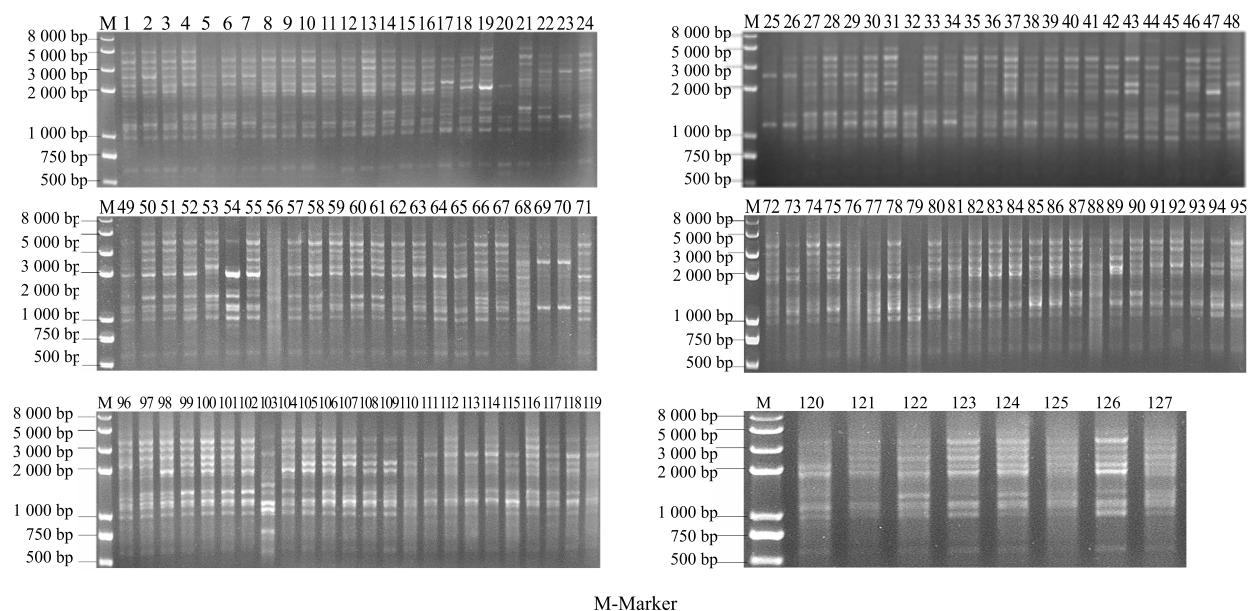 M 1 2 3 4 5 6 7 8 9 10 11 12 13 14 15 16 17 18 19 20 21 22 23 24
8 000 bp
5 000 bp
3 000 bp
2 000 bp
1 000 bp
750 bp
500 bp
M 25 26 27 28 29 30 31 32 33 34 35 36 37 38 39 40 41 42 43 44 45 46 47 48
8 000 bp
5 000 bp
3 000 bp
2 000 bp
1 000 bp
750 bp
500 bp
M 49 50 51 52 53 54 55 56 57 58 59 60 61 62 63 64 65 66 67 68 69 70 71
8 000 bp
5 000 bp
3 000 bp
2 000 bp
1 000 bp
750 bp
500 bp
M 72 73 74 75 76 77 78 79 80 81 82 83 84 85 86 87 88 89 90 91 92 93 94 95
8 000 bp
5 000 bp
3 000 bp
2 000 bp
1 000 bp
750 bp
500 bp
M 96 97 98 99 100 101 102 103 104 105 106 107 108 109 110 111 112 113 114 115 116 117 118 119
8 000 bp
5 000 bp
3 000 bp
2 000 bp
1 000 bp
750 bp
500 bp
M 120 121 122 123 124 125 126 127
8 000 bp
5 000 bp
3 000 bp
2 000 bp
1 000 bp
750 bp
500 bp
M-Marker